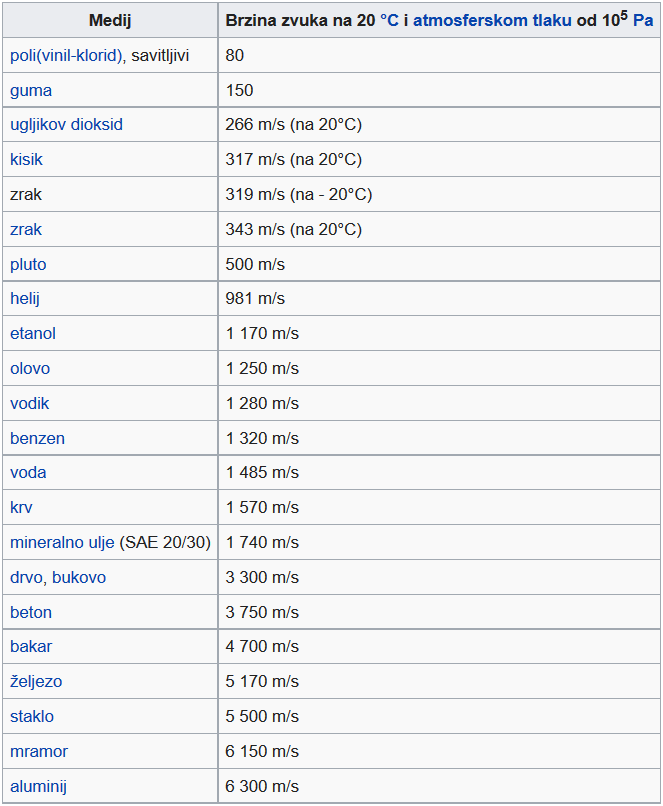 Medij Brzina zvuka na 20 °C i atmosferskom tlaku od 10⁵ Pa
poli(vinil-klorid), savitljivi 80
guma 150
ugljikov dioksid 266 m/s (na 20°C)
kisik 317 m/s (na 20°C)
zrak 319 m/s (na - 20°C)
zrak 343 m/s (na 20°C)
pluto 500 m/s
helij 981 m/s
etanol 1 170 m/s
olovo 1 250 m/s
vodik 1 280 m/s
benzen 1 320 m/s
voda 1 485 m/s
krv 1 570 m/s
mineralno ulje (SAE 20/30) 1 740 m/s
drvo, bukovo 3 300 m/s
beton 3 750 m/s
bakar 4 700 m/s
željezo 5 170 m/s
staklo 5 500 m/s
mramor 6 150 m/s
aluminij 6 300 m/s